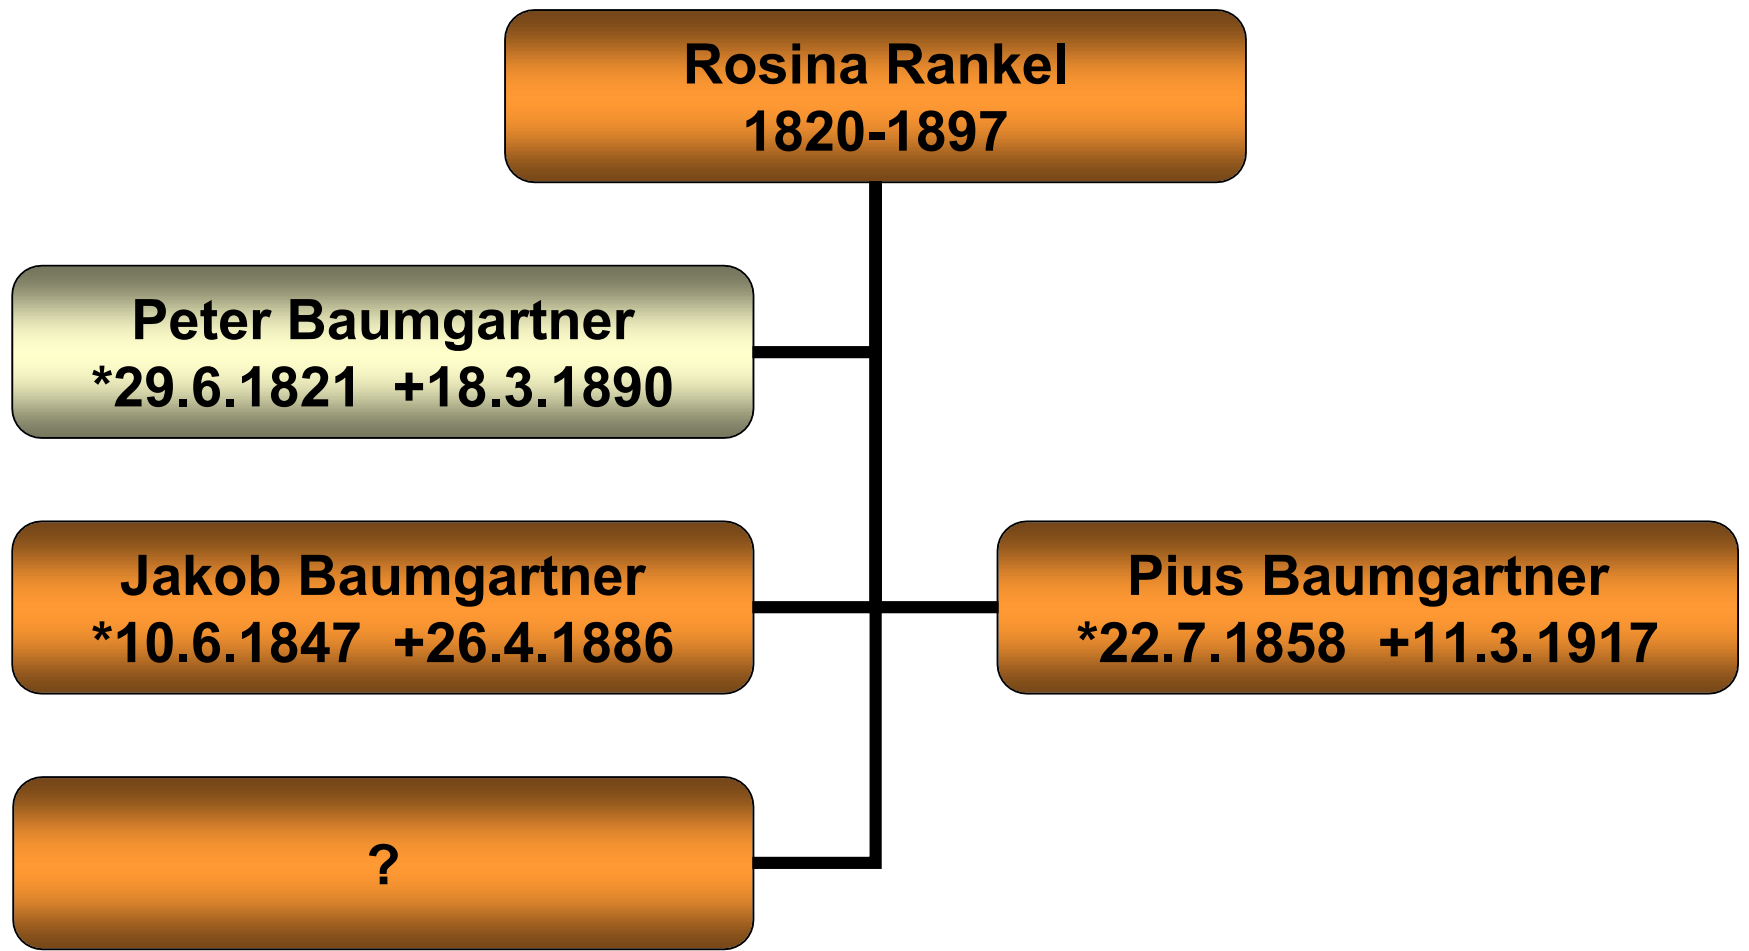 Rosina Rankel
1820-1897
Peter Baumgartner
*29.6.1821  +18.3.1890
Jakob Baumgartner
*10.6.1847  +26.4.1886
Pius Baumgartner
*22.7.1858  +11.3.1917
?